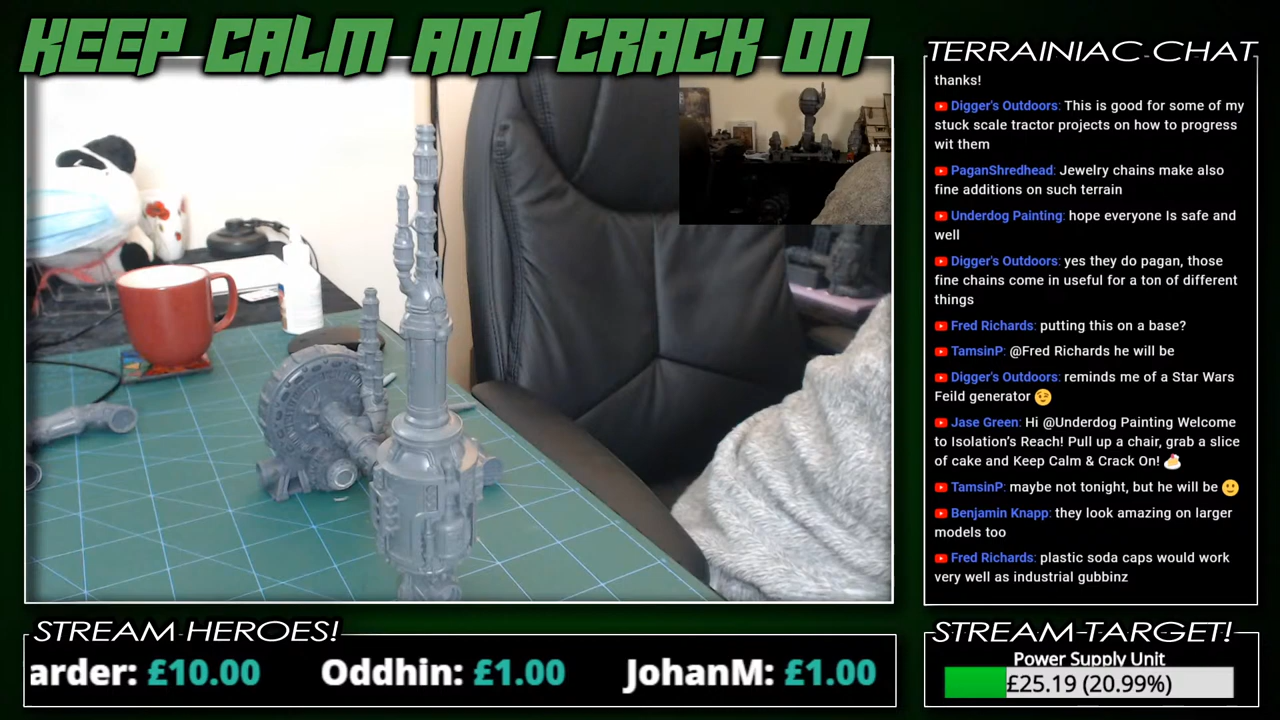 KEEP CALM AND CRACK ON
TERRAINIAC CHAT
thanks!
Digger's Outdoors: This is good for some of my
stuck scale tractor projects on how to progress
wit them
PaganShredhead: Jewelry chains make also
fine additions on such terrain
Underdog Painting: hope everyone Is safe and
well
Digger's Outdoors: yes they do pagan, those
fine chains come in useful for a ton of different
things
Fred Richards: putting this on a base?
TamsinP: @Fred Richards he will be
Digger's Outdoors: reminds me of a Star Wars
Feild generator 😉
Jase Green: Hi @Underdog Painting Welcome
to Isolation's Reach! Pull up a chair, grab a slice
of cake and Keep Calm & Crack On! 🍰
TamsinP: maybe not tonight, but he will be 🙂
Benjamin Knapp: they look amazing on larger
models too
Fred Richards: plastic soda caps would work
very well as industrial gubbinz
STREAM HEROES!
arder: £10.00 Oddhin: £1.00 JohanM: £1.00
STREAM TARGET!
Power Supply Unit
£25.19 (20.99%)